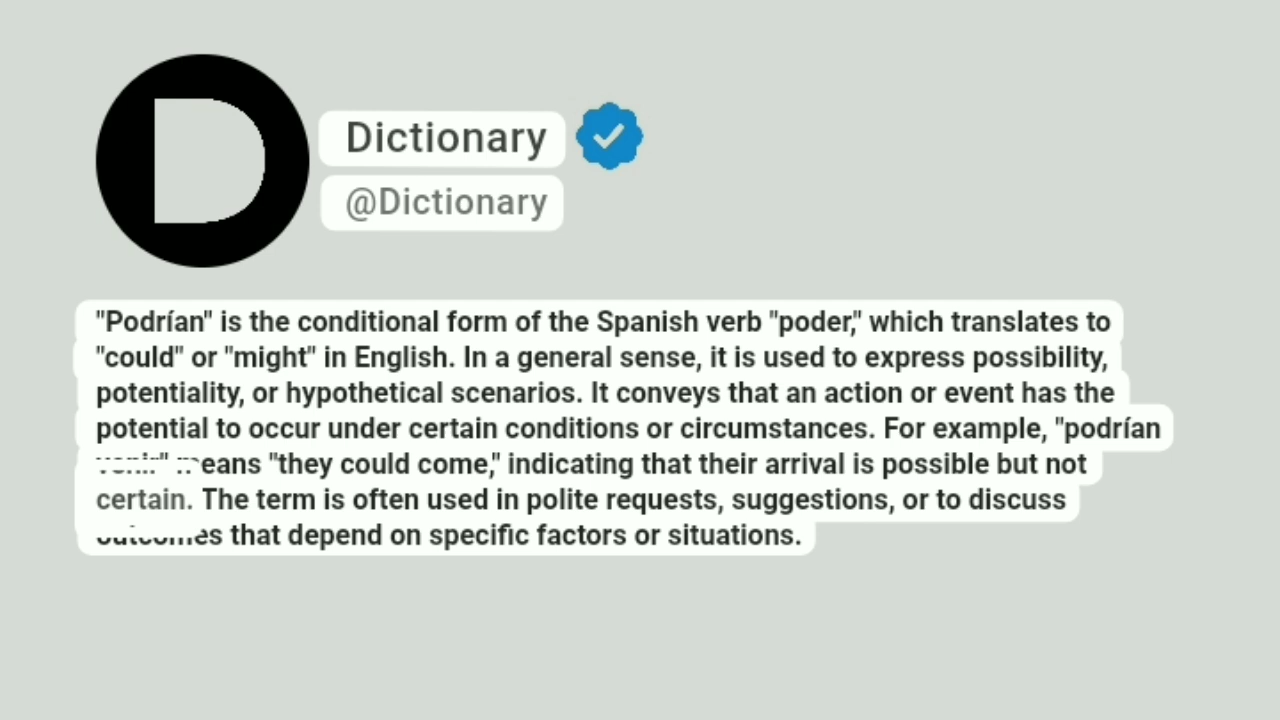 D
Dictionary
@Dictionary
"Podrían" is the conditional form of the Spanish verb "poder," which translates to
"could" or "might" in English. In a general sense, it is used to express possibility,
potentiality, or hypothetical scenarios. It conveys that an action or event has the
potential to occur under certain conditions or circumstances. For example, "podrían
venir" means "they could come," indicating that their arrival is possible but not
certain. The term is often used in polite requests, suggestions, or to discuss
outcomes that depend on specific factors or situations.